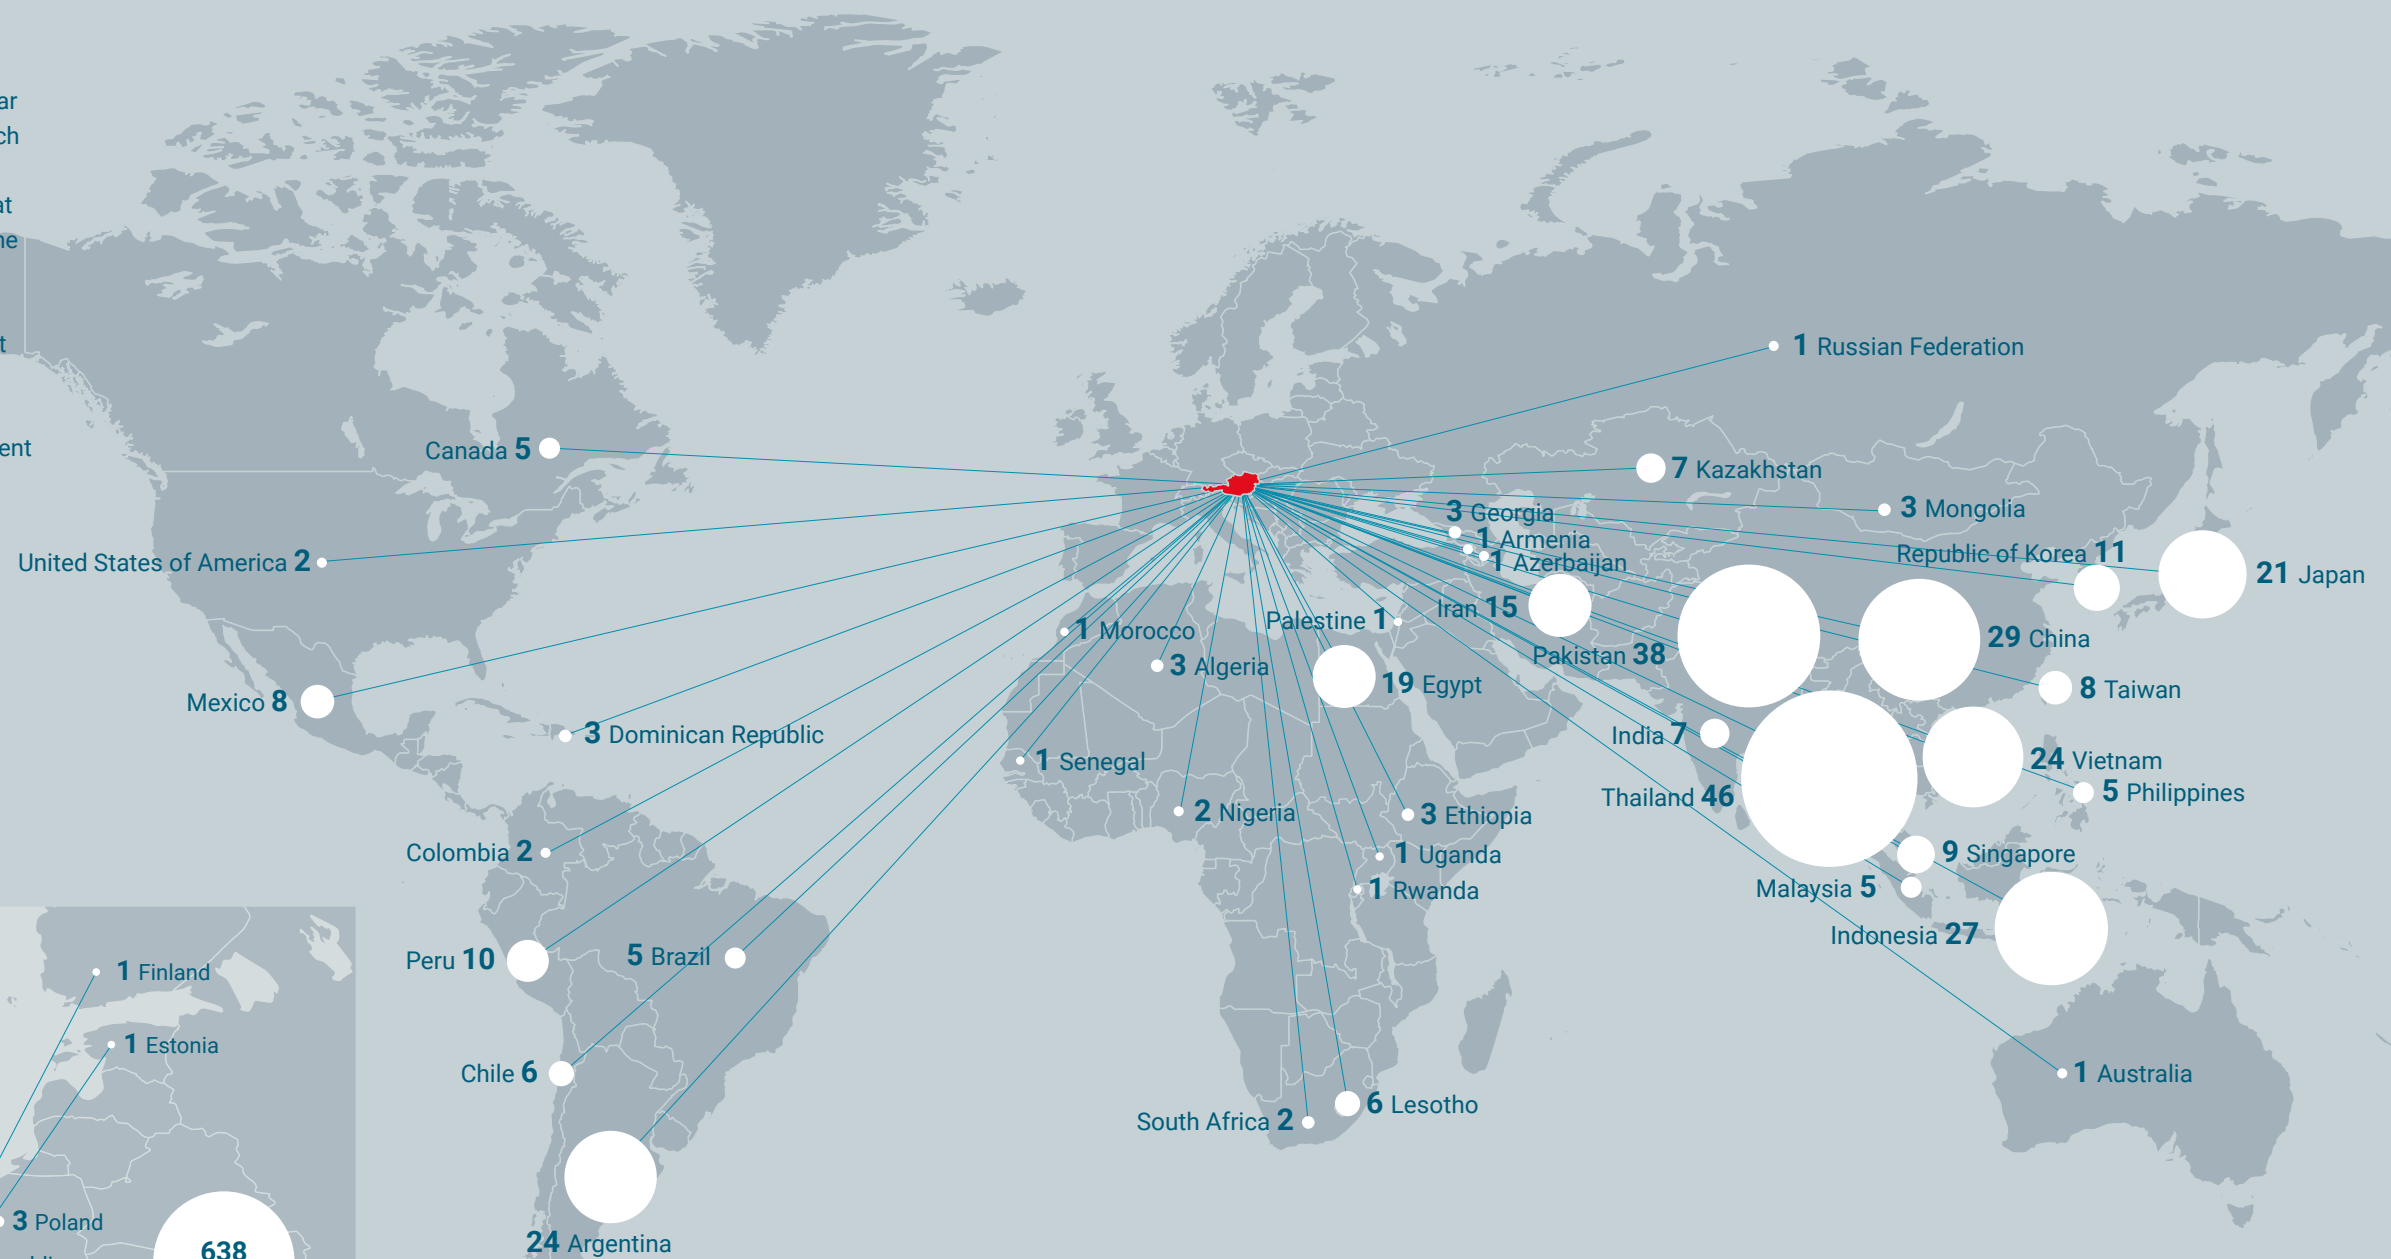 1 Russian Federation
Canada 5
7 Kazakhstan
3 Mongolia
3 Georgia
1 Armenia
Republic of Korea 11
1 Azerbaijan
United States of America 2
21 Japan
Iran 15
Palestine 1
1 Morocco
29 China
Pakistan 38
3 Algeria
19 Egypt
8 Taiwan
Mexico 8
3 Dominican Republic
India 7
1 Senegal
24 Vietnam
Thailand 46
5 Philippines
2 Nigeria
3 Ethiopia
Colombia 2
1 Uganda
9 Singapore
1 Rwanda
Malaysia 5
Indonesia 27
Peru 10
5 Brazil
1 Finland
1 Estonia
Chile 6
1 Australia
6 Lesotho
South Africa 2
3 Poland
24 Argentina
638